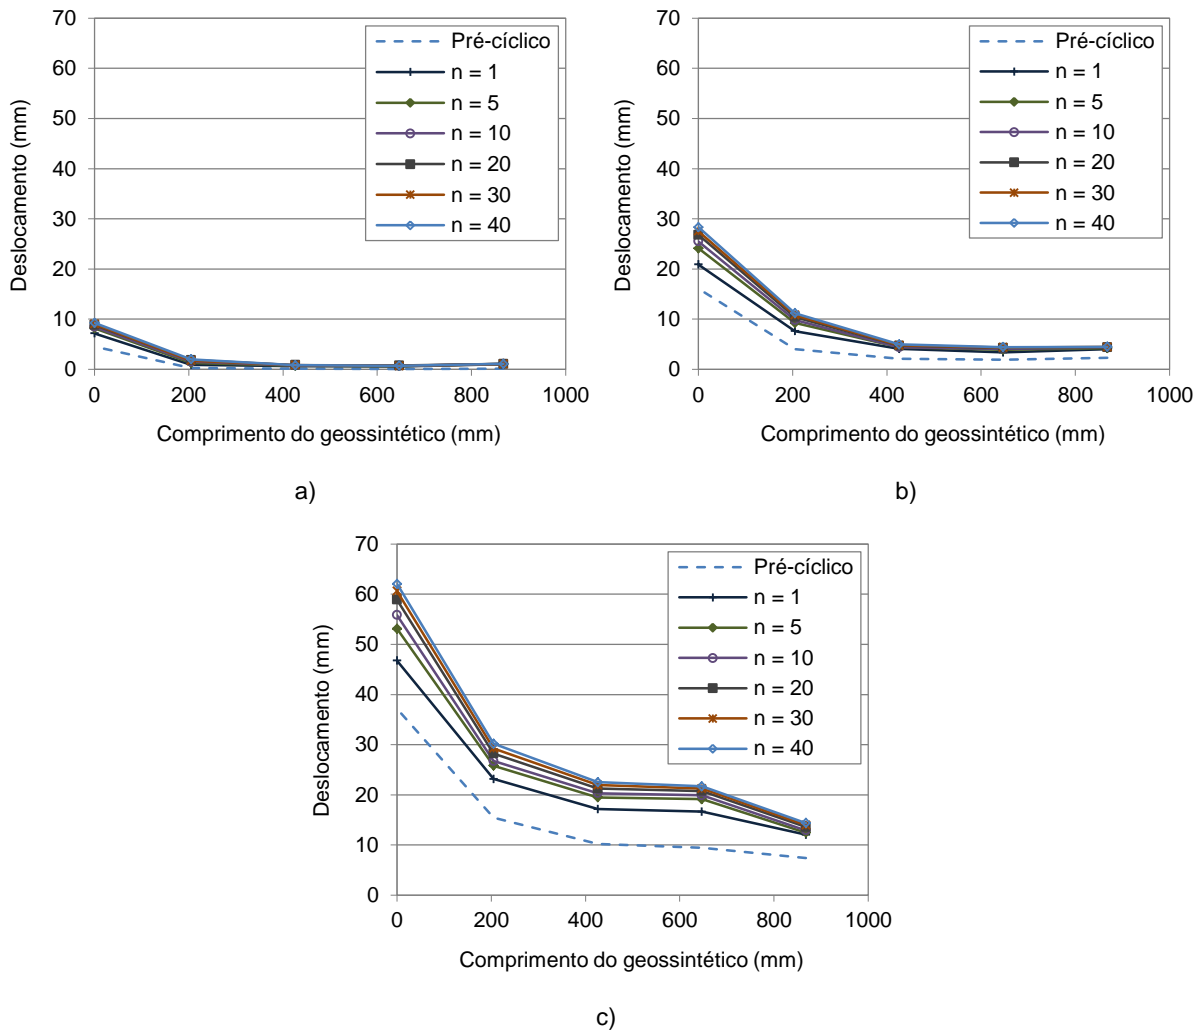 Deslocamento (mm)
70
60
50
40
30
20
10
0
0 200 400 600 800 1000
Comprimento do geossintético (mm)
Pré-cíclico
n = 1
n = 5
n = 10
n = 20
n = 30
n = 40
a)
Deslocamento (mm)
70
60
50
40
30
20
10
0
0 200 400 600 800 1000
Comprimento do geossintético (mm)
Pré-cíclico
n = 1
n = 5
n = 10
n = 20
n = 30
n = 40
b)
Deslocamento (mm)
70
60
50
40
30
20
10
0
0 200 400 600 800 1000
Comprimento do geossintético (mm)
Pré-cíclico
n = 1
n = 5
n = 10
n = 20
n = 30
n = 40
c)